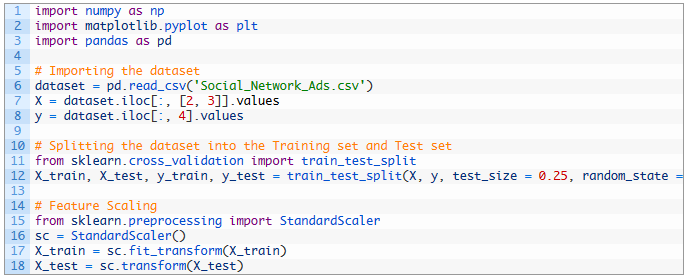 1 import numpy as np
2 import matplotlib.pyplot as plt
3 import pandas as pd
4
5 # Importing the dataset
6 dataset = pd.read_csv('Social_Network_Ads.csv')
7 X = dataset.iloc[:, [2, 3]].values
8 y = dataset.iloc[:, 4].values
9
10 # Splitting the dataset into the Training set and Test set
11 from sklearn.cross_validation import train_test_split
12 X_train, X_test, y_train, y_test = train_test_split(X, y, test_size = 0.25, random_state =
13
14 # Feature Scaling
15 from sklearn.preprocessing import StandardScaler
16 sc = StandardScaler()
17 X_train = sc.fit_transform(X_train)
18 X_test = sc.transform(X_test)